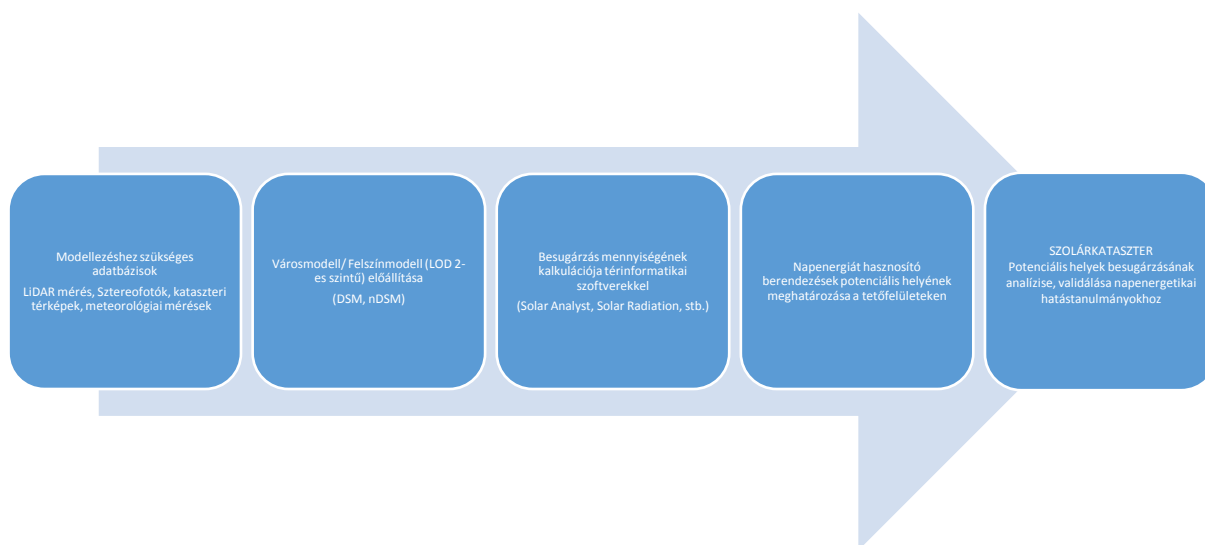 Modellezéshez szükséges
adatbázisok
LiDAR mérés, Sztereofotók, kataszteri
térképek, meteorológiai mérések
Városmodell/ Felszínmodell (LOD 2-
es szintű) előállítása
(DSM, nDSM)
Besugárzás mennyiségének
kalkulációja térinformatikai
szoftverekkel
(Solar Analyst, Solar Radiation, stb.)
Napenergiát hasznosító
berendezések potenciális helyének
meghatározása a tetőfelületeken
SZOLÁRKATASZTER
Potenciális helyek besugárzásának
analízise, validálása napenergetikai
hatástanulmányokhoz